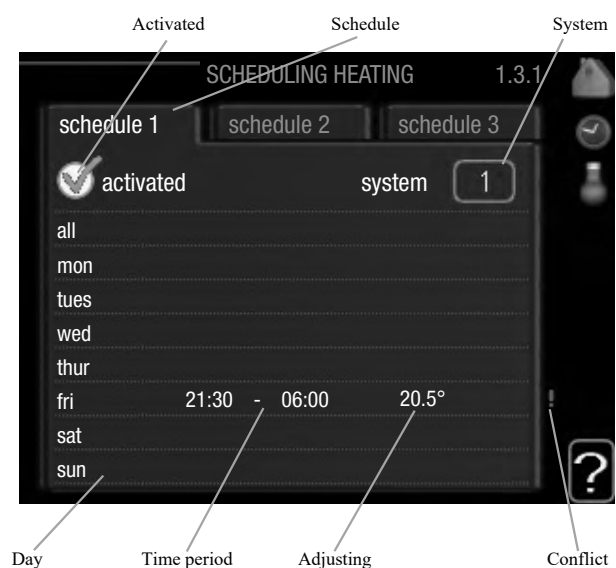 Activated Schedule System
SCHEDULING HEATING 1.3.1
schedule 1 schedule 2 schedule 3
activated system 1
all
mon
tues
wed
thur
fri 21:30 - 06:00 20.5° !
sat
sun
?
Day Time period Adjusting Conflict